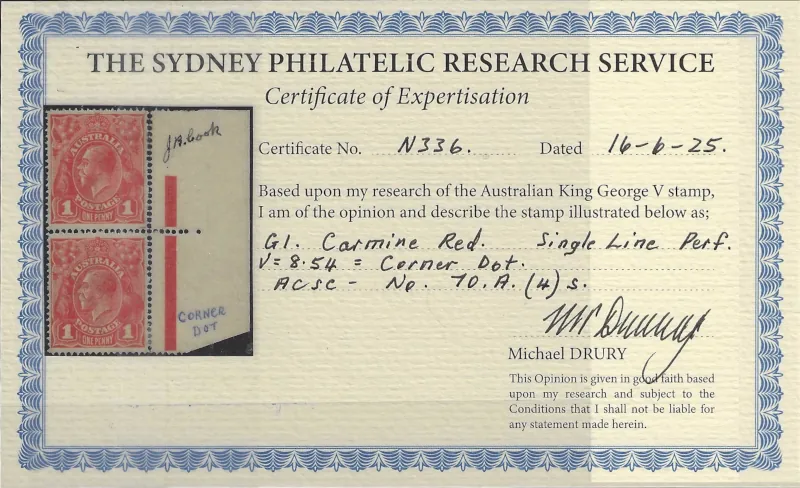 THE SYDNEY PHILATELIC RESEARCH SERVICE
Certificate of Expertisation
Certificate No. N336. Dated 16-6-25.
Based upon my research of the Australian King George V stamp,
I am of the opinion and describe the stamp illustrated below as;
G1. Carmine Red. Single Line Perf.
V = 8.54 = Corner Dot.
ACSC - No. 70.A. (4) s.
Michael DRURY
This Opinion is given in good faith based
upon my research and subject to the
Conditions that I shall not be liable for
any statement made herein.
J.B. Cook
AUSTRALIA
POSTAGE
1 ONE PENNY 1
AUSTRALIA
POSTAGE
1 ONE PENNY 1
CORNER
DOT